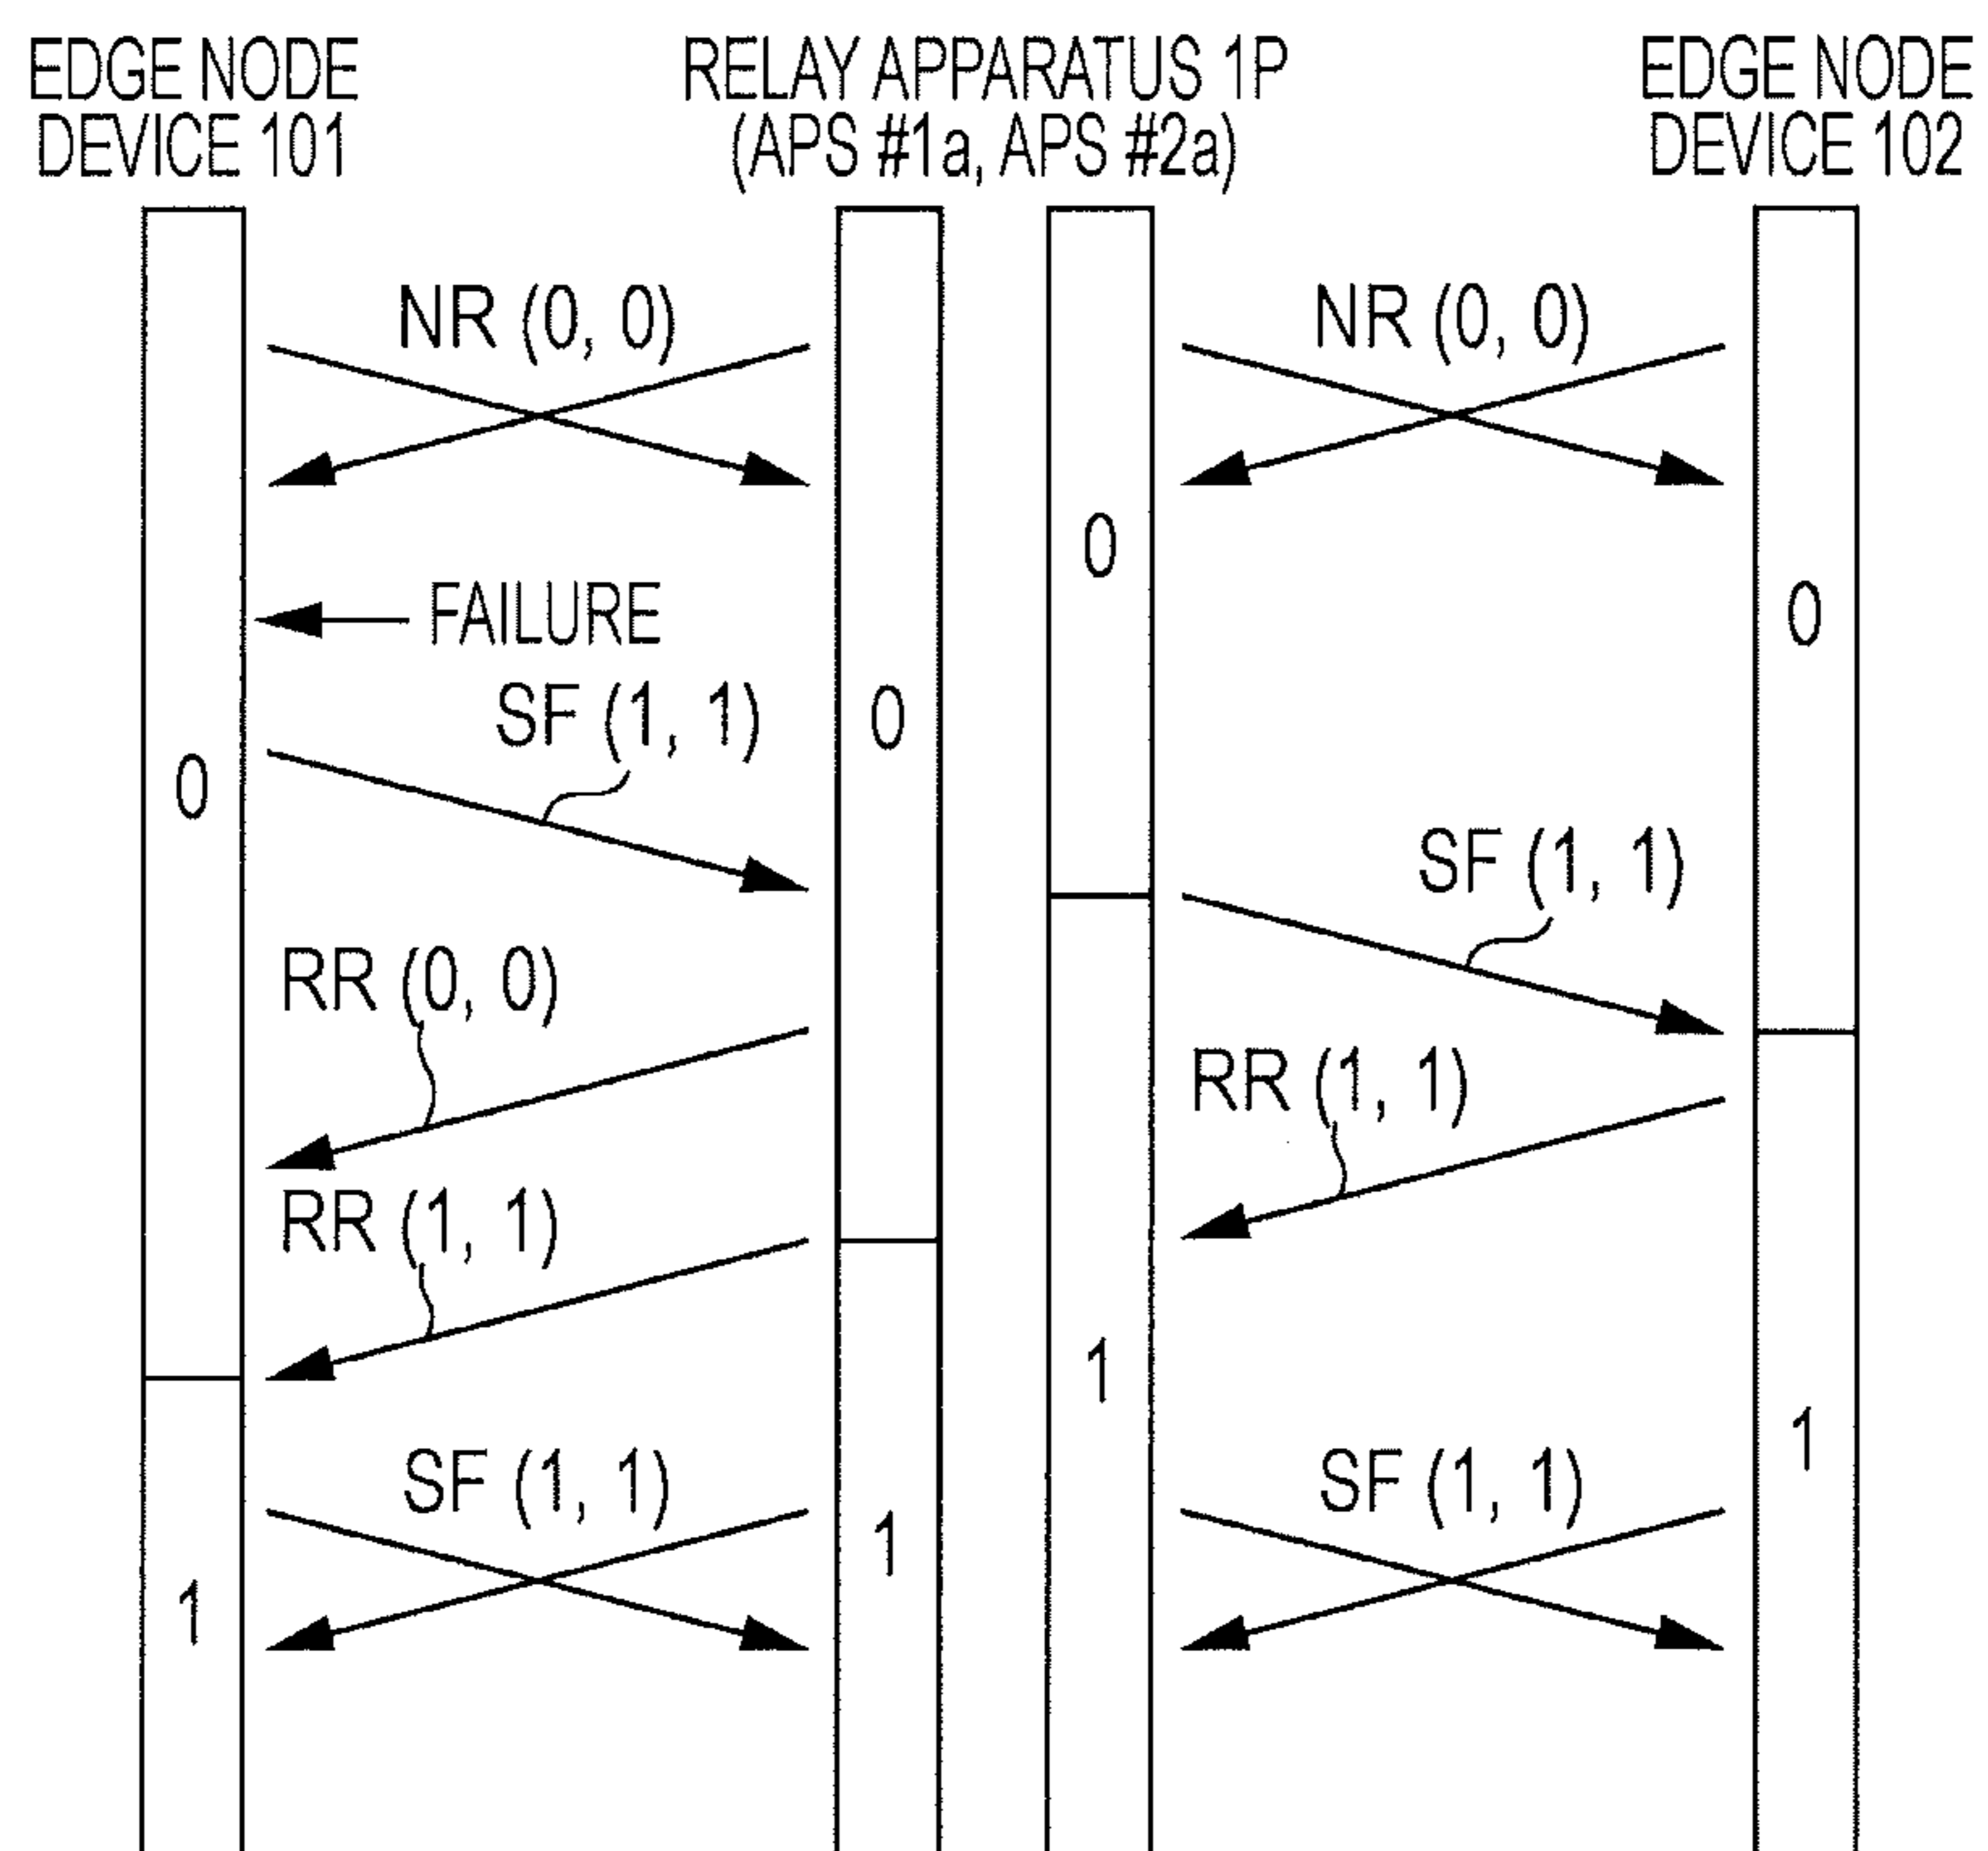 EDGE NODE
DEVICE 101
RELAY APPARATUS 1P
(APS #1a, APS #2a)
EDGE NODE
DEVICE 102
NR (0, 0)
NR (0, 0)
0
FAILURE
0
SF (1, 1)
0
0
SF (1, 1)
RR (0, 0)
RR (1, 1)
RR (1, 1)
1
1
SF (1, 1)
SF (1, 1)
1
1